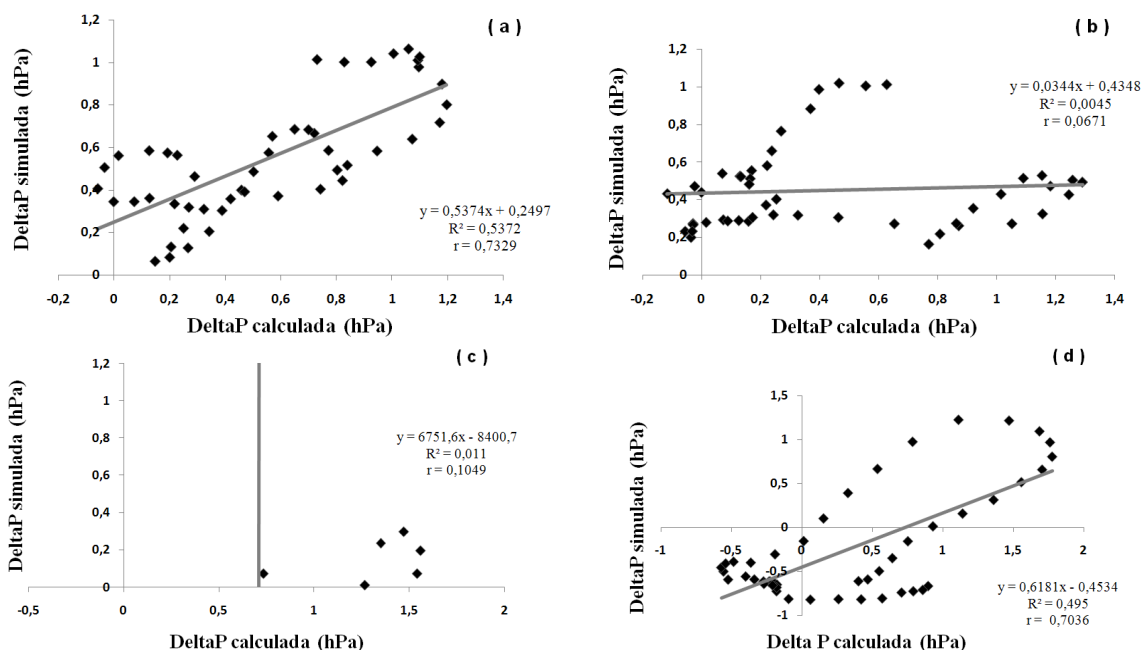 ( a )
DeltaP simulada (hPa)
1,2
1
0,8
0,6
0,4
0,2
0
-0,2 0 0,2 0,4 0,6 0,8 1 1,2 1,4
y = 0,5374x + 0,2497
R² = 0,5372
r = 0,7329
DeltaP calculada (hPa)
( b )
DeltaP simulada (hPa)
1,2
1
0,8
0,6
0,4
0,2
0
-0,2 0 0,2 0,4 0,6 0,8 1 1,2 1,4
y = 0,0344x + 0,4348
R² = 0,0045
r = 0,0671
DeltaP calculada (hPa)
( c )
DeltaP simulada (hPa)
1,2
1
0,8
0,6
0,4
0,2
0
-0,5 0 0,5 1 1,5 2
y = 6751,6x - 8400,7
R² = 0,011
r = 0,1049
DeltaP calculada (hPa)
( d )
DeltaP simulada (hPa)
1,5
1
0,5
0
-0,5
-1
-1 -0,5 0 0,5 1 1,5 2
y = 0,6181x - 0,4534
R² = 0,495
r = 0,7036
Delta P calculada (hPa)